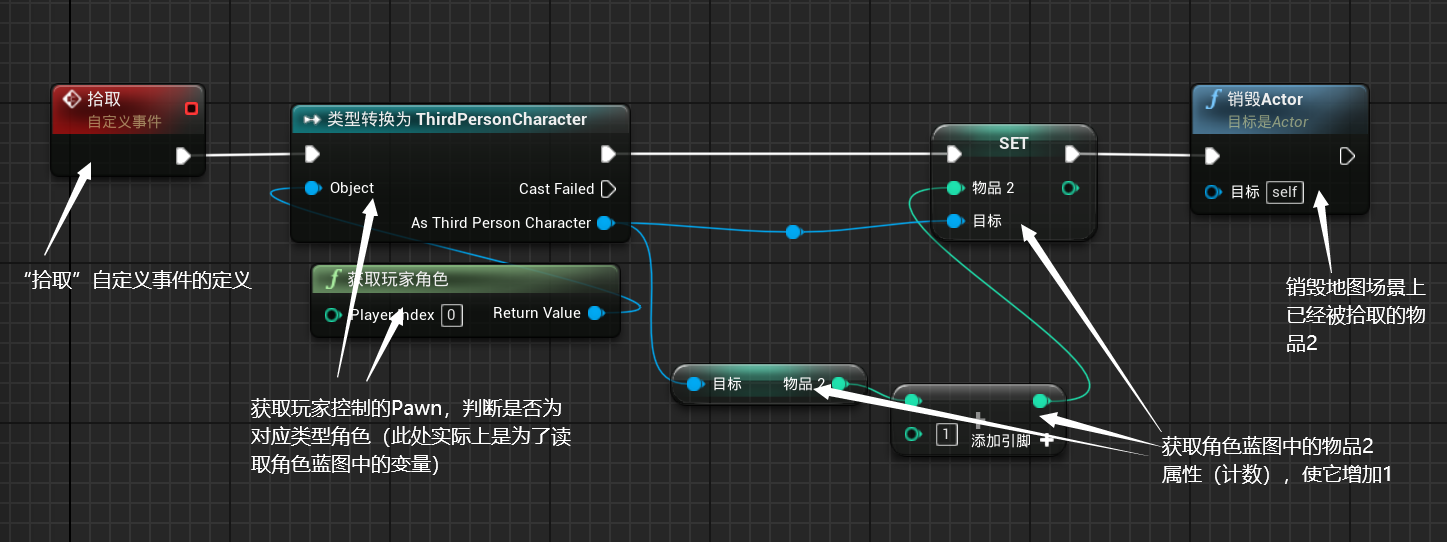 拾取
自定义事件
类型转换为 ThirdPersonCharacter
Object
Cast Failed
As Third Person Character
SET
物品 2
目标
销毁Actor
目标是Actor
目标 self
“拾取”自定义事件的定义
获取玩家角色
Player Index 0
Return Value
销毁地图场景上
已经被拾取的物
品2
目标 物品 2
1
添加引脚
获取玩家控制的Pawn，判断是否为
对应类型角色（此处实际上是为了读
取角色蓝图中的变量）
获取角色蓝图中的物品2
属性（计数），使它增加1